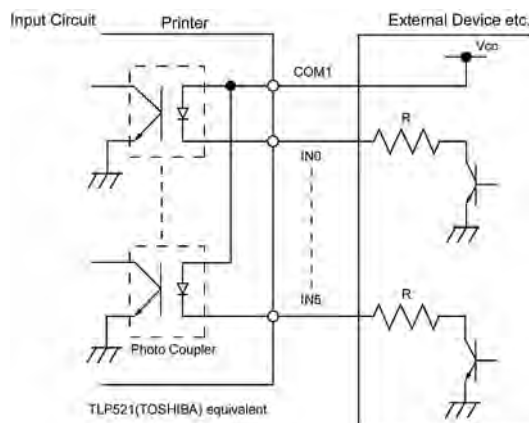 Input Circuit
Printer
External Device etc.
Vcc
COM1
R
IN0
R
IN5
Photo Coupler
TLP521(TOSHIBA) equivalent